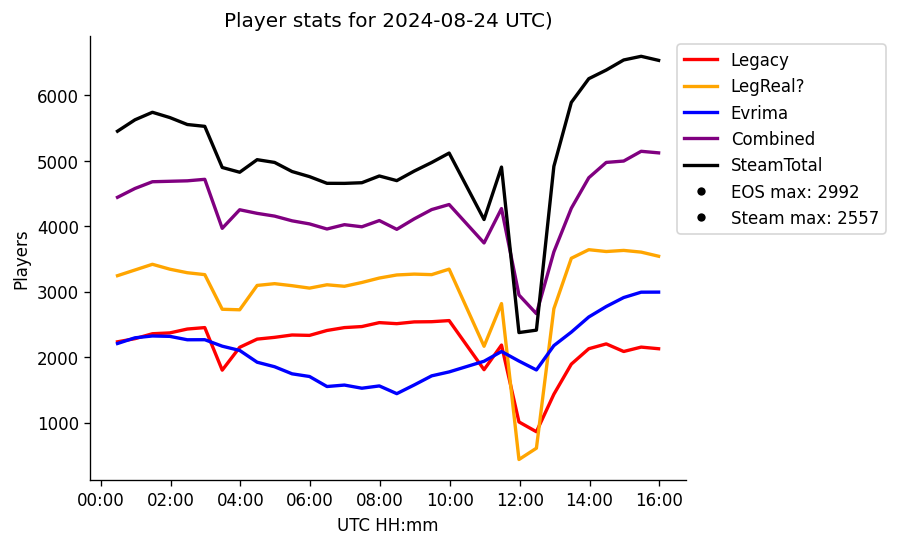 Player stats for 2024-08-24 UTC)
Legacy
LegReal?
Evrima
Combined
SteamTotal
EOS max: 2992
Steam max: 2557
Players
6000
5000
4000
3000
2000
1000
00:00 02:00 04:00 06:00 08:00 10:00 12:00 14:00 16:00
UTC HH:mm